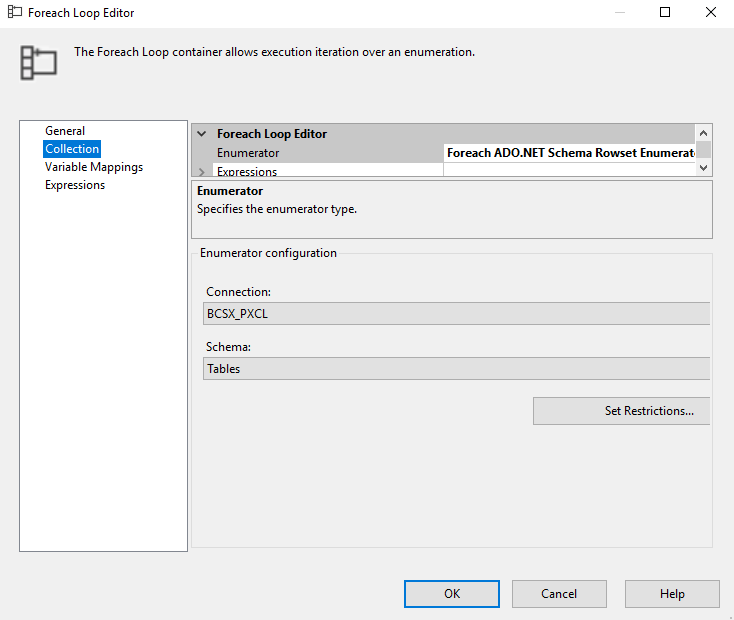 Foreach Loop Editor
The Foreach Loop container allows execution iteration over an enumeration.
General
Collection
Variable Mappings
Expressions
Foreach Loop Editor
Enumerator Foreach ADO.NET Schema Rowset Enumerat
Expressions
Enumerator
Specifies the enumerator type.
Enumerator configuration
Connection:
BCSX_PXCL
Schema:
Tables
Set Restrictions...
OK Cancel Help